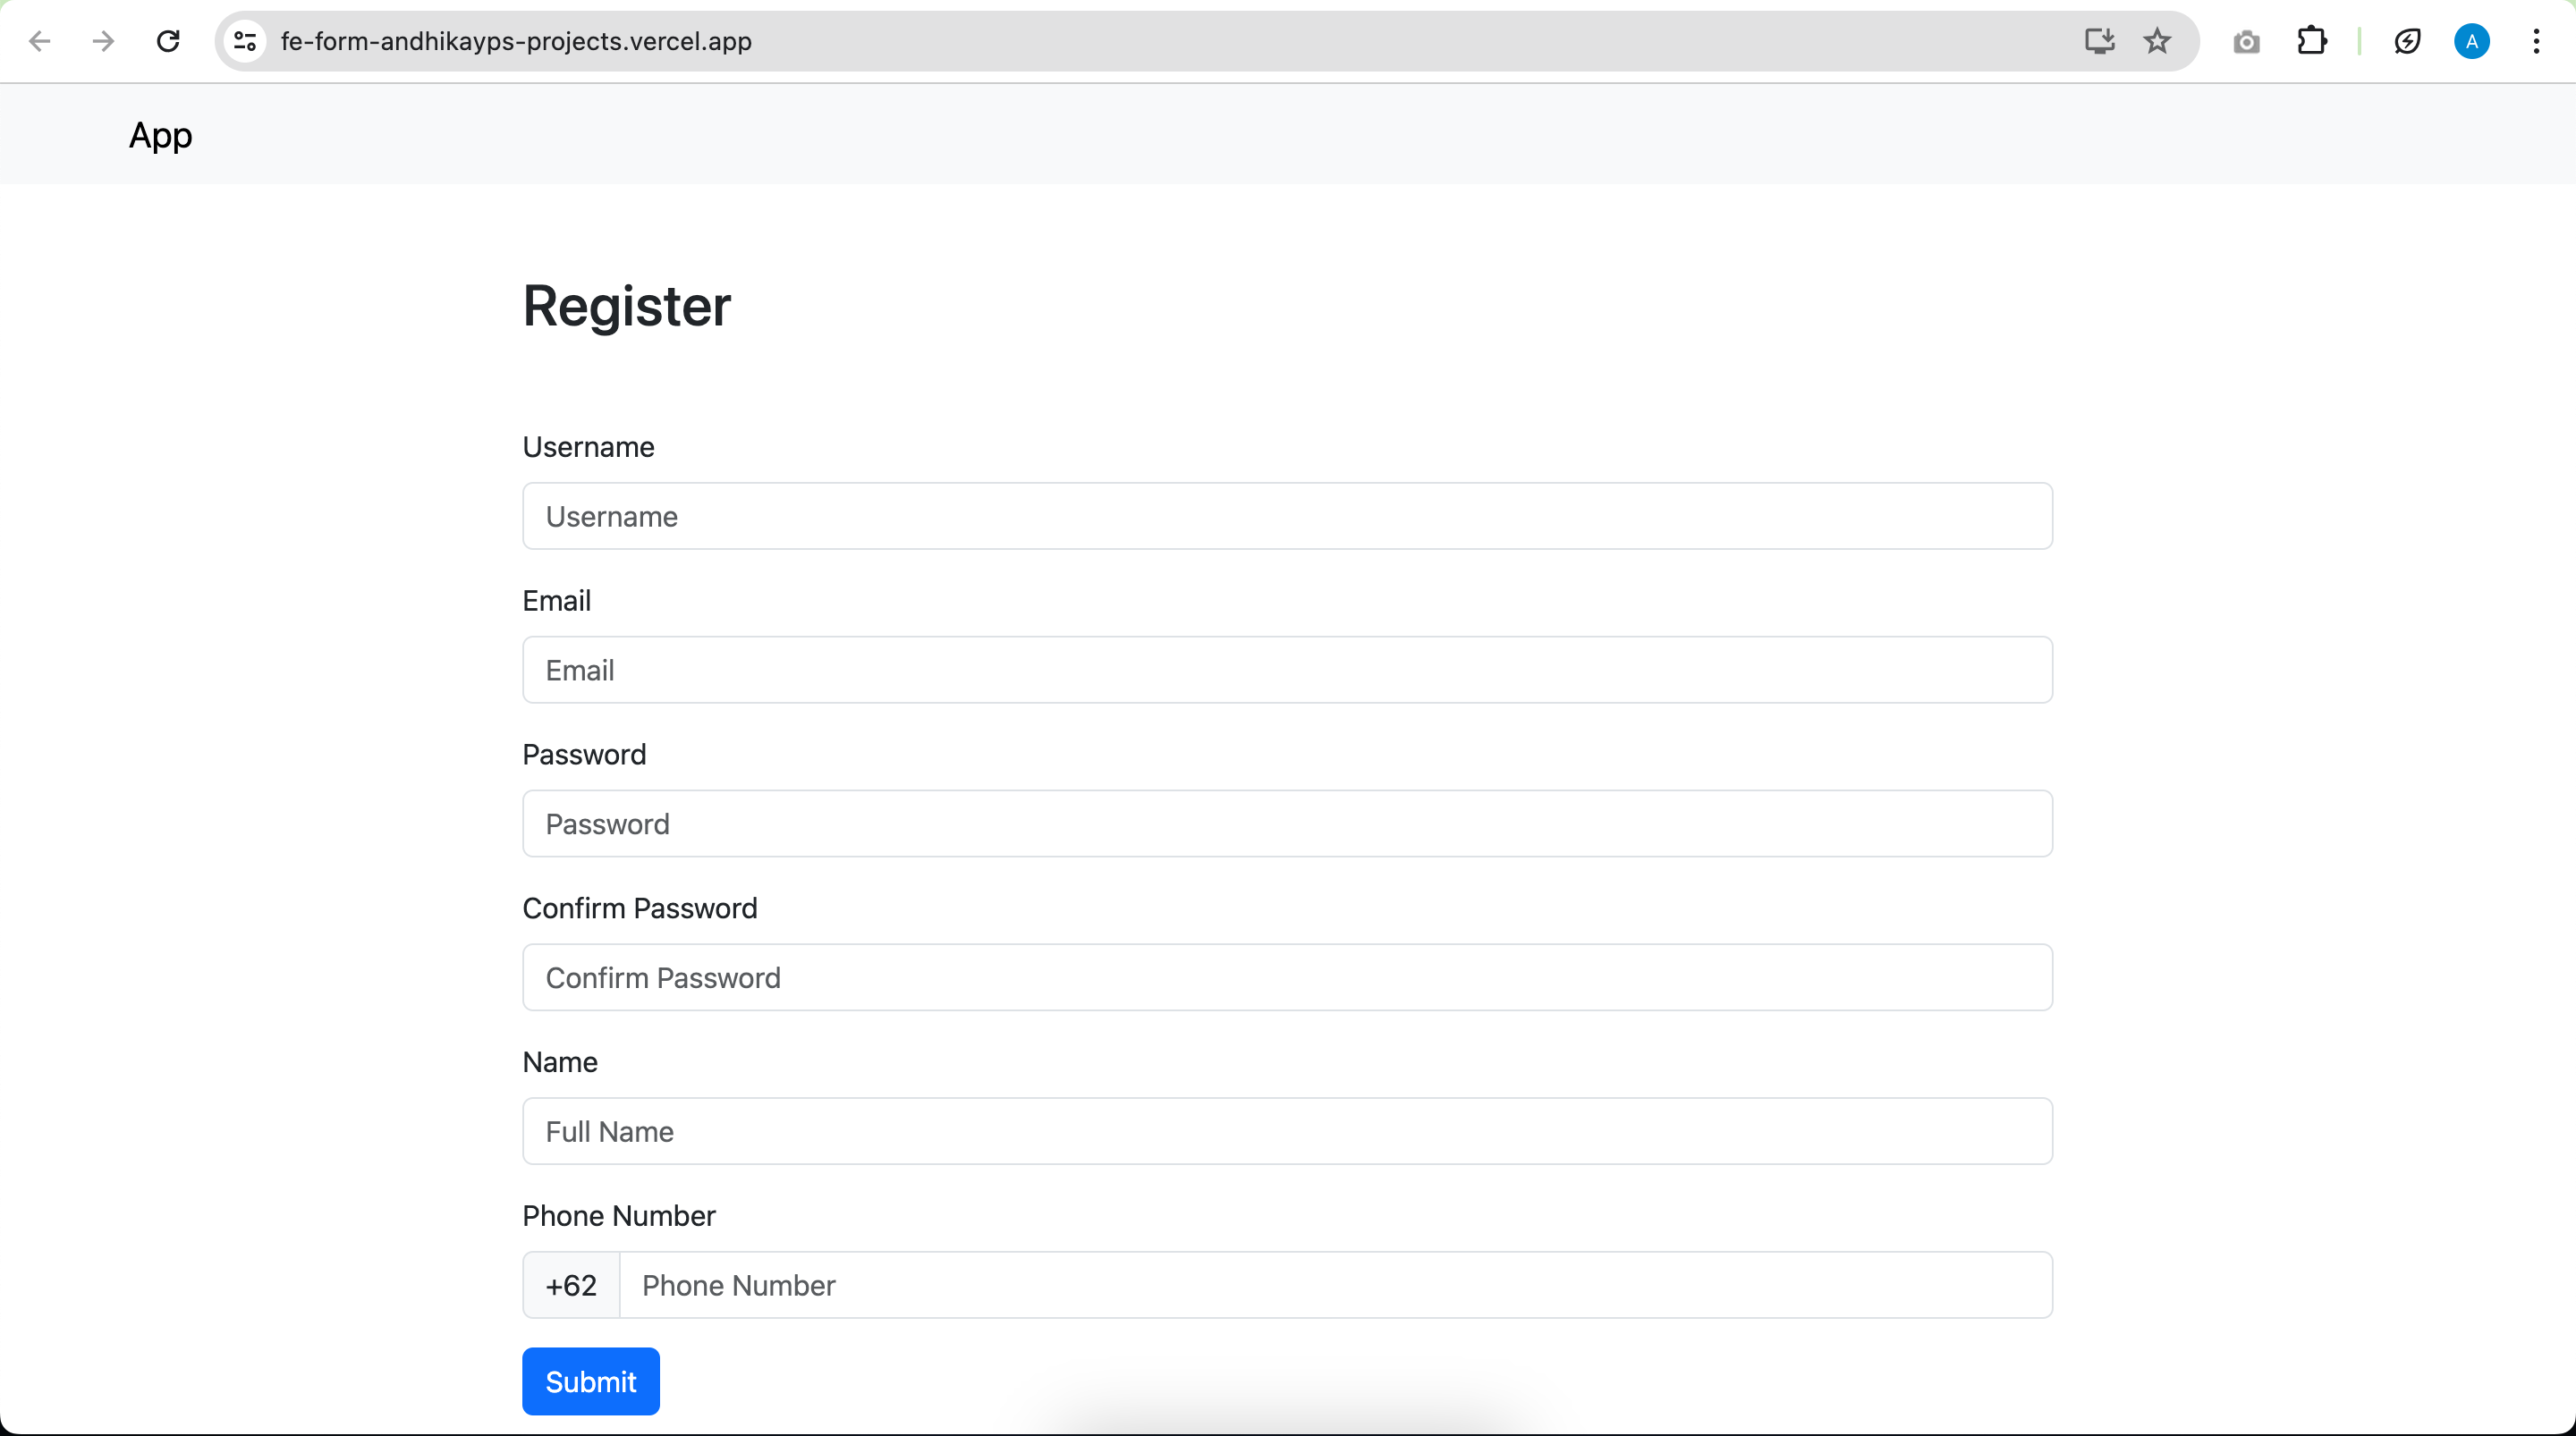 fe-form-andhikayps-projects.vercel.app
A
App
Register
Username
Username
Email
Email
Password
Password
Confirm Password
Confirm Password
Name
Full Name
Phone Number
+62 Phone Number
Submit